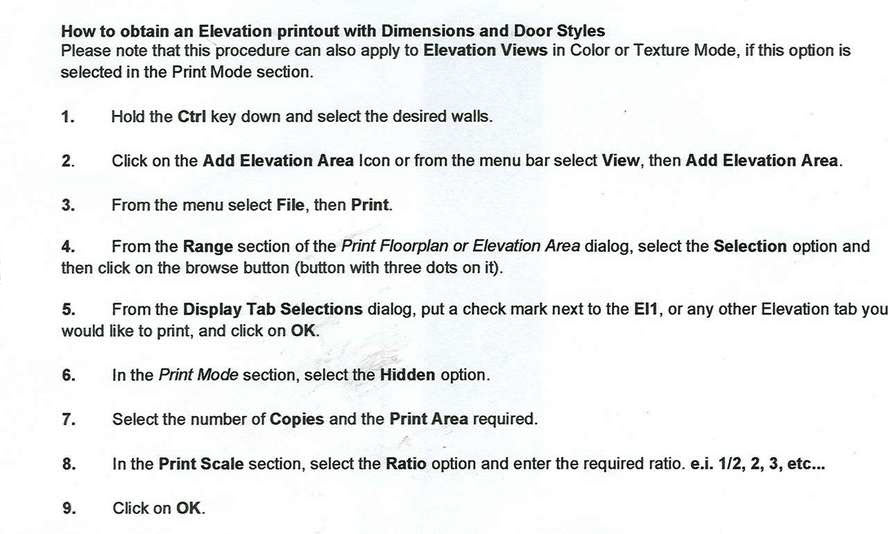 How to obtain an Elevation printout with Dimensions and Door Styles
Please note that this procedure can also apply to Elevation Views in Color or Texture Mode, if this option is
selected in the Print Mode section.
1. Hold the Ctrl key down and select the desired walls.
2. Click on the Add Elevation Area Icon or from the menu bar select View, then Add Elevation Area.
3. From the menu select File, then Print.
4. From the Range section of the Print Floorplan or Elevation Area dialog, select the Selection option and
then click on the browse button (button with three dots on it).
5. From the Display Tab Selections dialog, put a check mark next to the El1, or any other Elevation tab you
would like to print, and click on OK.
6. In the Print Mode section, select the Hidden option.
7. Select the number of Copies and the Print Area required.
8. In the Print Scale section, select the Ratio option and enter the required ratio. e.i. 1/2, 2, 3, etc...
9. Click on OK.